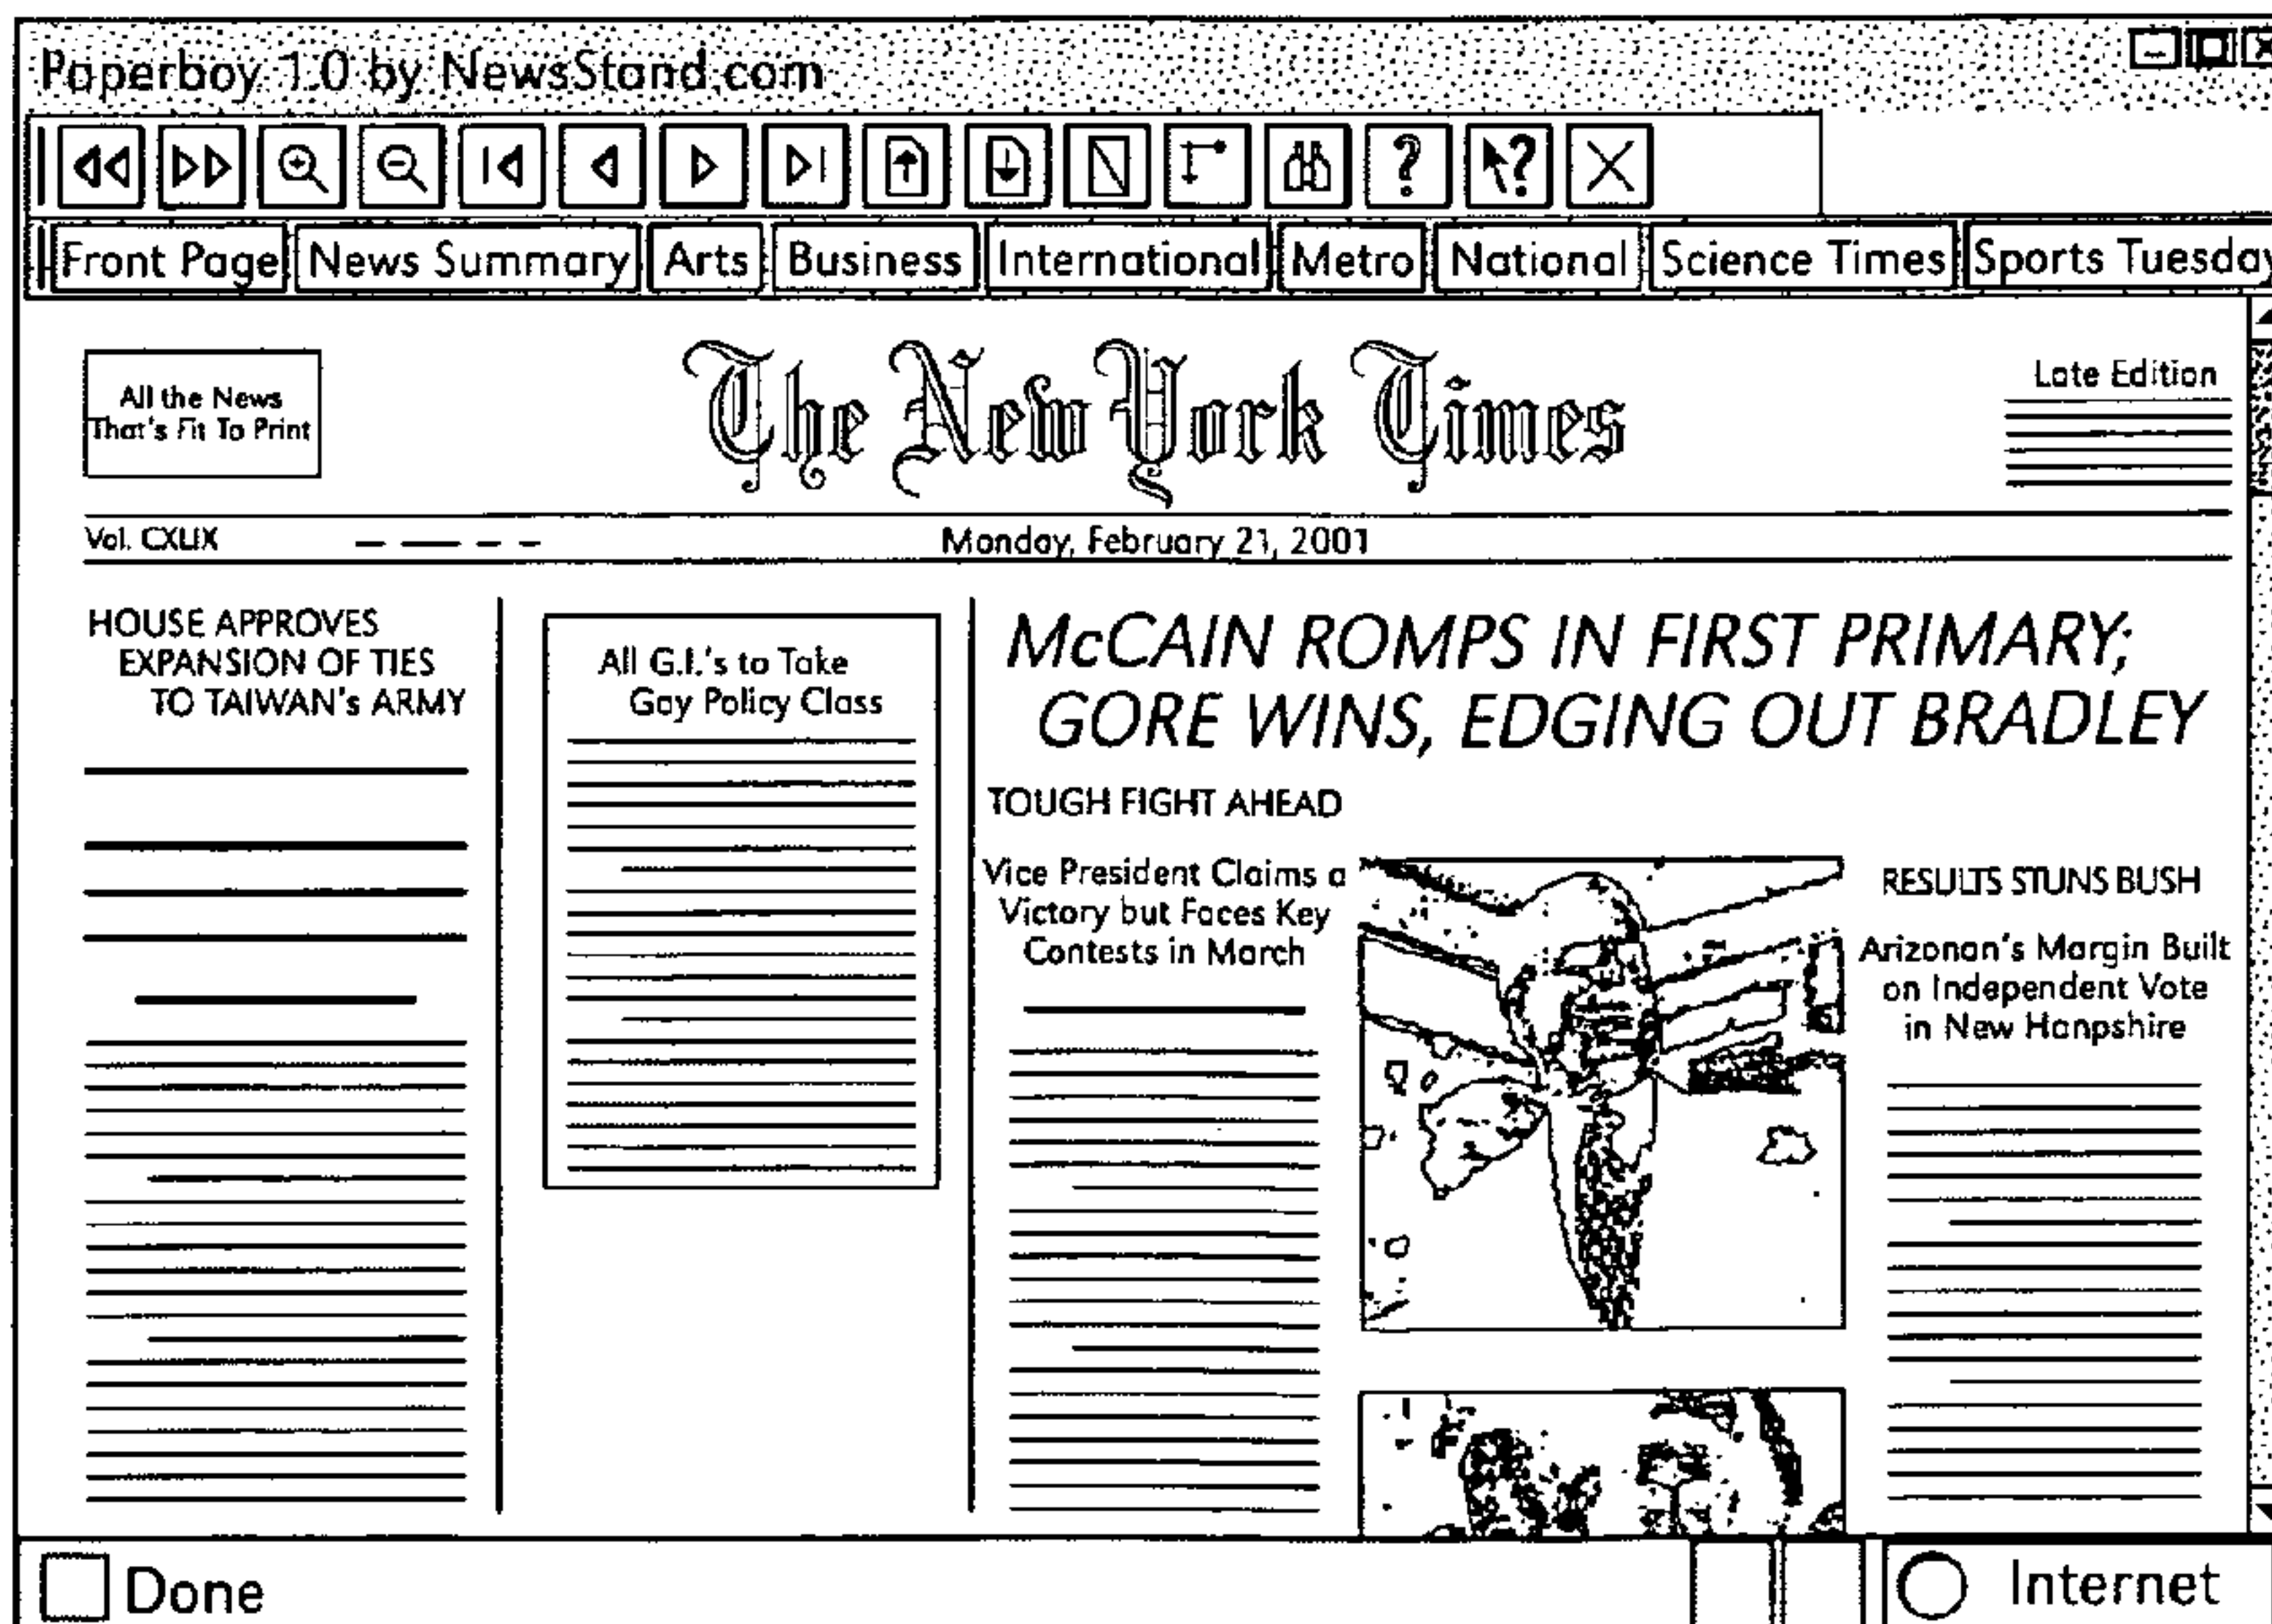 Paperboy 1.0 by NewsStand.com
Front Page News Summary Arts Business International Metro National Science Times Sports Tuesday
All the News
That's Fit To Print
The New York Times
Late Edition
Vol. CXLIX
Monday, February 21, 2001
HOUSE APPROVES
EXPANSION OF TIES
TO TAIWAN's ARMY
All G.I.'s to Take
Gay Policy Class
McCAIN ROMPS IN FIRST PRIMARY;
GORE WINS, EDGING OUT BRADLEY
TOUGH FIGHT AHEAD
Vice President Claims a
Victory but Faces Key
Contests in March
RESULTS STUNS BUSH
Arizonan's Margin Built
on Independent Vote
in New Hanpshire
Done
Internet